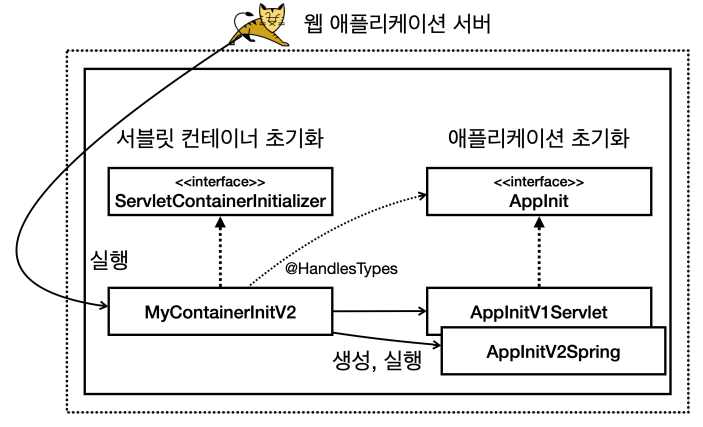 웹 애플리케이션 서버
서블릿 컨테이너 초기화
애플리케이션 초기화
<<interface>>
ServletContainerInitializer
<<interface>>
AppInit
실행
@HandlesTypes
MyContainerInitV2
AppInitV1Servlet
생성, 실행
AppInitV2Spring